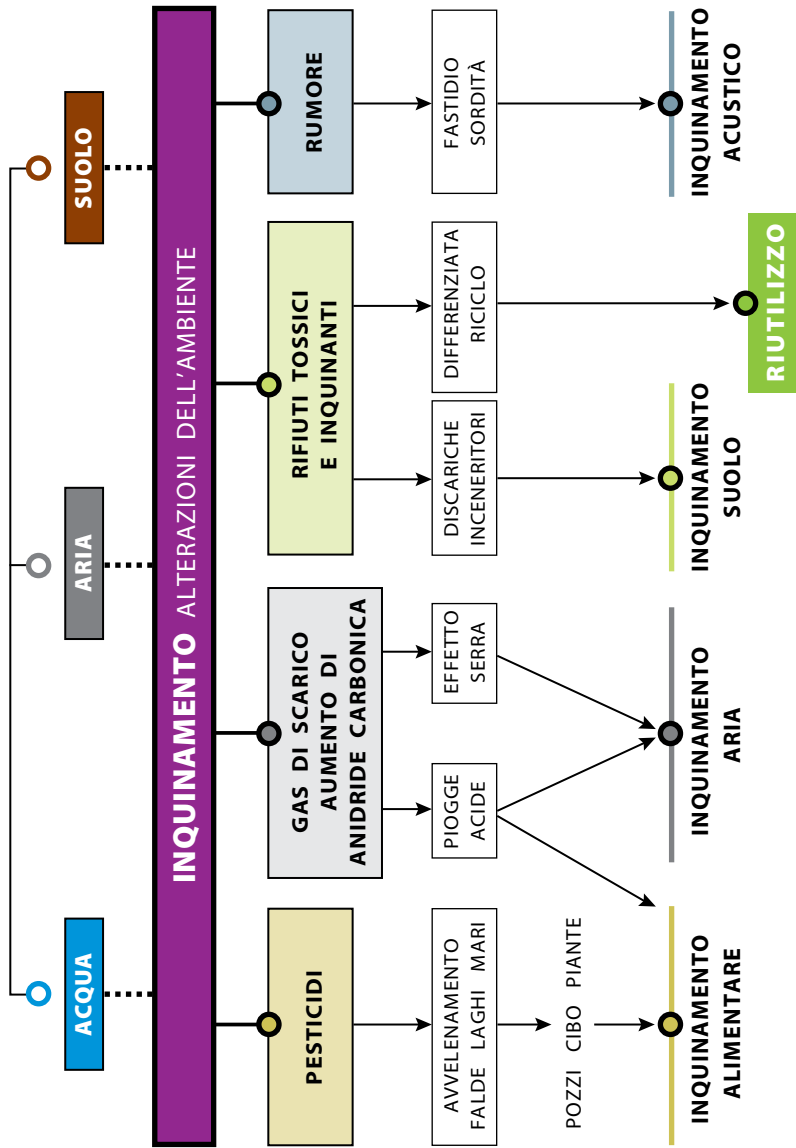 ACQUA
ARIA
SUOLO
INQUINAMENTO ALTERAZIONI DELL'AMBIENTE
PESTICIDI
GAS DI SCARICO
AUMENTO DI
ANIDRIDE CARBONICA
RIFIUTI TOSSICI
E INQUINANTI
RUMORE
AVVELENAMENTO
FALDE LAGHI MARI
PIOGGE
ACIDE
EFFETTO
SERRA
DISCARICHE
INCENERITORI
DIFFERENZIATA
RICICLO
FASTIDIO
SORDITÀ
POZZI CIBO PIANTE
INQUINAMENTO
ALIMENTARE
INQUINAMENTO
ARIA
INQUINAMENTO
SUOLO
RIUTILIZZO
INQUINAMENTO
ACUSTICO